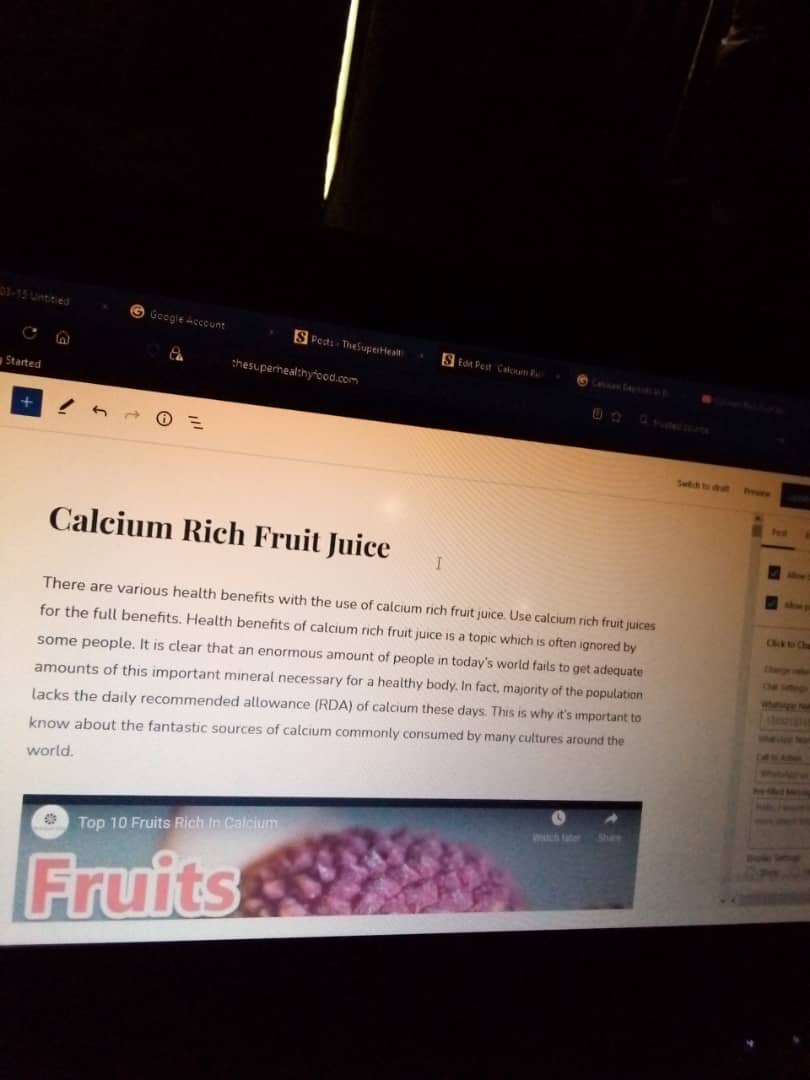 03-15 Untitled
Google Account
Posts - TheSuperHealt
Edit Post "Calcium Ri
Started
thesuperhealthyfood.com
Switch to draft
Preview
Post
Calcium Rich Fruit Juice
There are various health benefits with the use of calcium rich fruit juice. Use calcium rich fruit juices
for the full benefits. Health benefits of calcium rich fruit juice is a topic which is often ignored by
some people. It is clear that an enormous amount of people in today's world fails to get adequate
amounts of this important mineral necessary for a healthy body. In fact, majority of the population
lacks the daily recommended allowance (RDA) of calcium these days. This is why it's important to
know about the fantastic sources of calcium commonly consumed by many cultures around the
world.
Top 10 Fruits Rich In Calcium
Watch later
Share
Fruits
Click to Cha
Call to Action